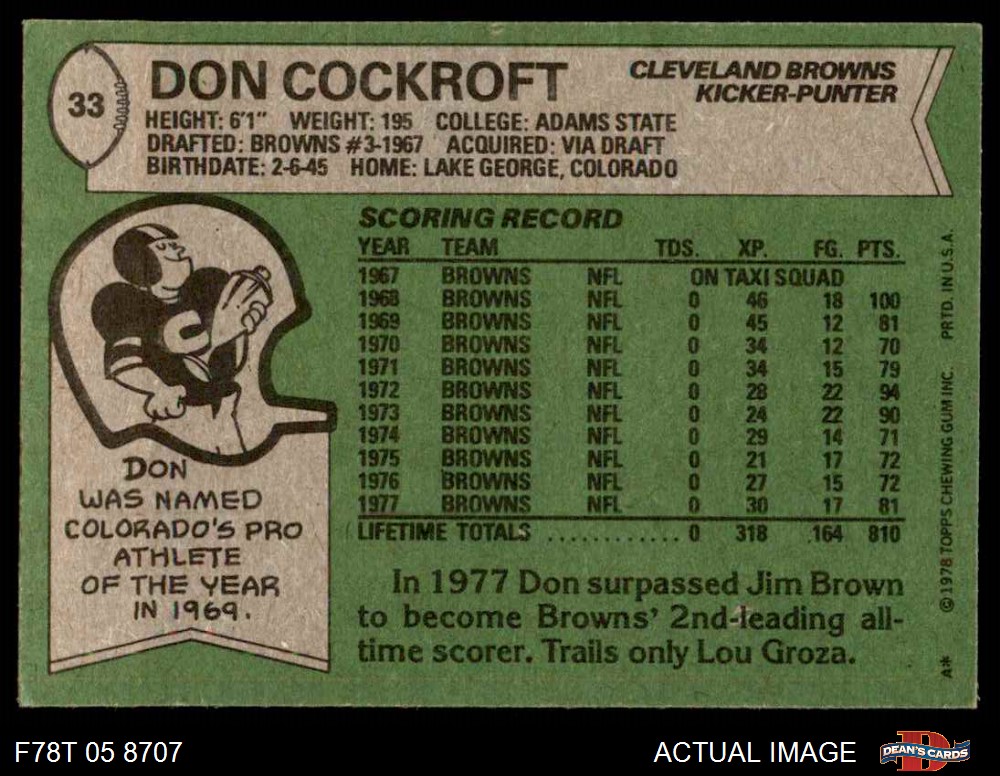 33
DON COCKROFT
CLEVELAND BROWNS
KICKER-PUNTER
HEIGHT: 6'1" WEIGHT: 195 COLLEGE: ADAMS STATE
DRAFTED: BROWNS #3-1967 ACQUIRED: VIA DRAFT
BIRTHDATE: 2-6-45 HOME: LAKE GEORGE, COLORADO
C
DON
WAS NAMED
COLORADO'S PRO
ATHLETE
OF THE YEAR
IN 1969.
SCORING RECORD
YEAR TEAM TDS. XP. FG. PTS.
1967 BROWNS NFL ON TAXI SQUAD
1968 BROWNS NFL 0 46 18 100
1969 BROWNS NFL 0 45 12 81
1970 BROWNS NFL 0 34 12 70
1971 BROWNS NFL 0 34 15 79
1972 BROWNS NFL 0 28 22 94
1973 BROWNS NFL 0 24 22 90
1974 BROWNS NFL 0 29 14 71
1975 BROWNS NFL 0 21 17 72
1976 BROWNS NFL 0 27 15 72
1977 BROWNS NFL 0 30 17 81
LIFETIME TOTALS ............ 0 318 164 810
In 1977 Don surpassed Jim Brown
to become Browns' 2nd-leading all-
time scorer. Trails only Lou Groza.
A* © 1978 TOPPS CHEWING GUM INC. PRTD. IN U.S.A.
F78T 05 8707
ACTUAL IMAGE
D
DEAN'S CARDS